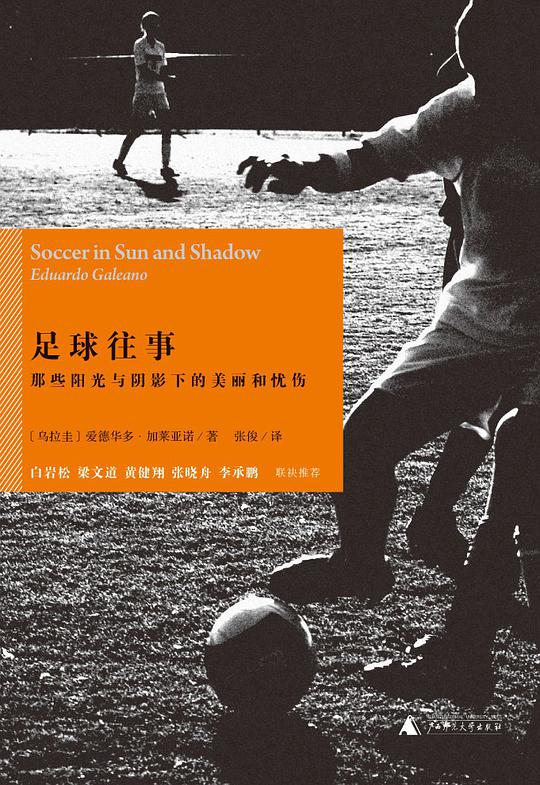 Soccer in Sun and Shadow
Eduardo Galeano
足球往事
那些阳光与阴影下的美丽和忧伤
［乌拉圭］爱德华多·加莱亚诺／著 张俊／译
白岩松 梁文道 黄健翔 张晓舟 李承鹏 联袂推荐
广西师范大学出版社